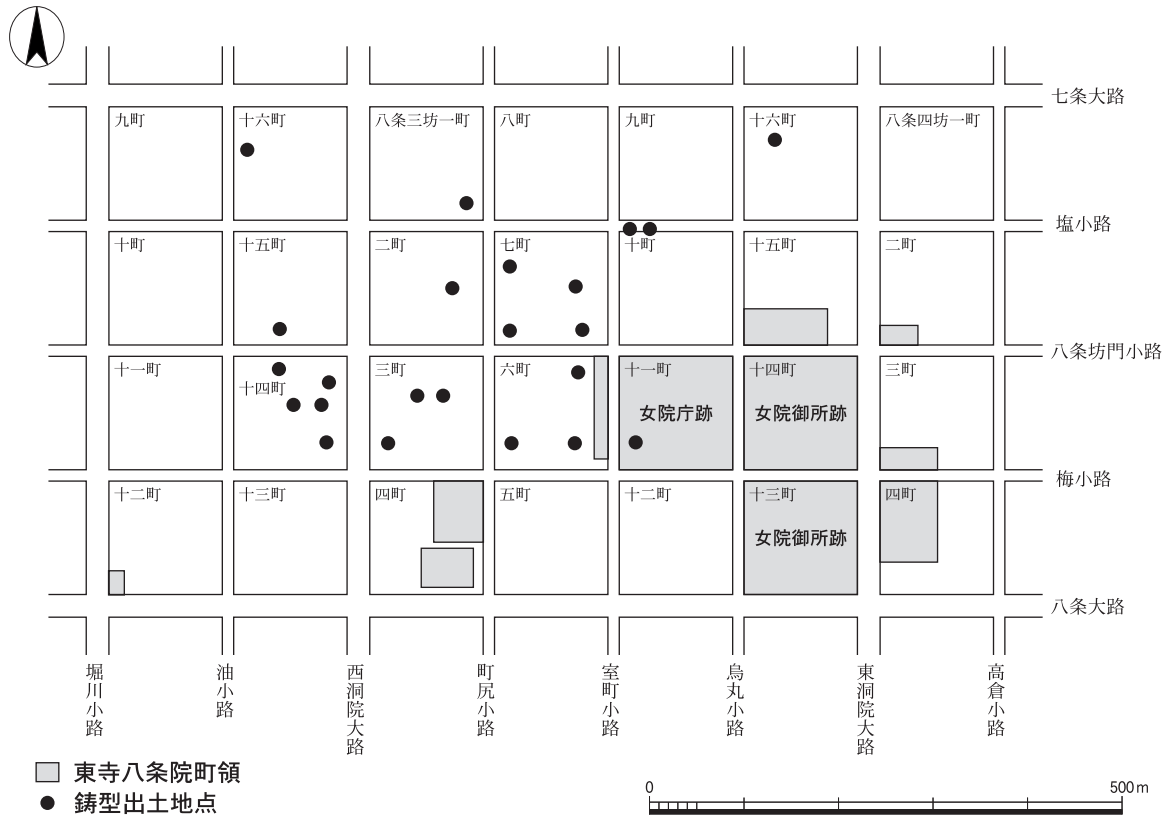 七条大路
九町
十六町
八条三坊一町
八町
九町
十六町
八条四坊一町
塩小路
十町
十五町
二町
七町
十町
十五町
二町
八条坊門小路
十一町
十四町
三町
六町
十一町
女院庁跡
十四町
女院御所跡
三町
梅小路
十二町
十三町
四町
五町
十二町
十三町
女院御所跡
四町
八条大路
堀川小路
油小路
西洞院大路
町尻小路
室町小路
烏丸小路
東洞院大路
高倉小路
東寺八条院町領
鋳型出土地点
0
500m